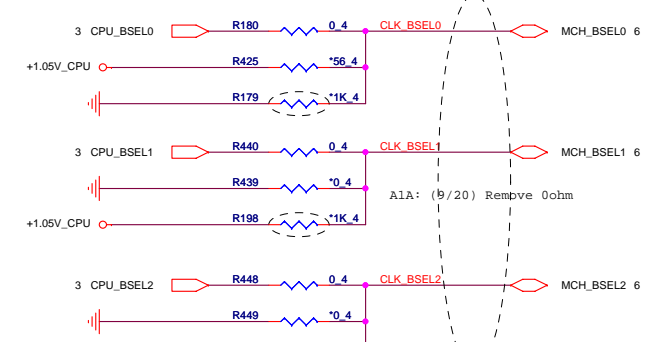 3 CPU_BSEL0 R180 0_4 CLK_BSEL0 MCH_BSEL0 6
+1.05V_CPU R425 *56_4
R179 *1K_4
3 CPU_BSEL1 R440 0_4 CLK_BSEL1 MCH_BSEL1 6
R439 *0_4
A1A: (9/20) Remove 0ohm
+1.05V_CPU R198 *1K_4
3 CPU_BSEL2 R448 0_4 CLK_BSEL2 MCH_BSEL2 6
R449 *0_4